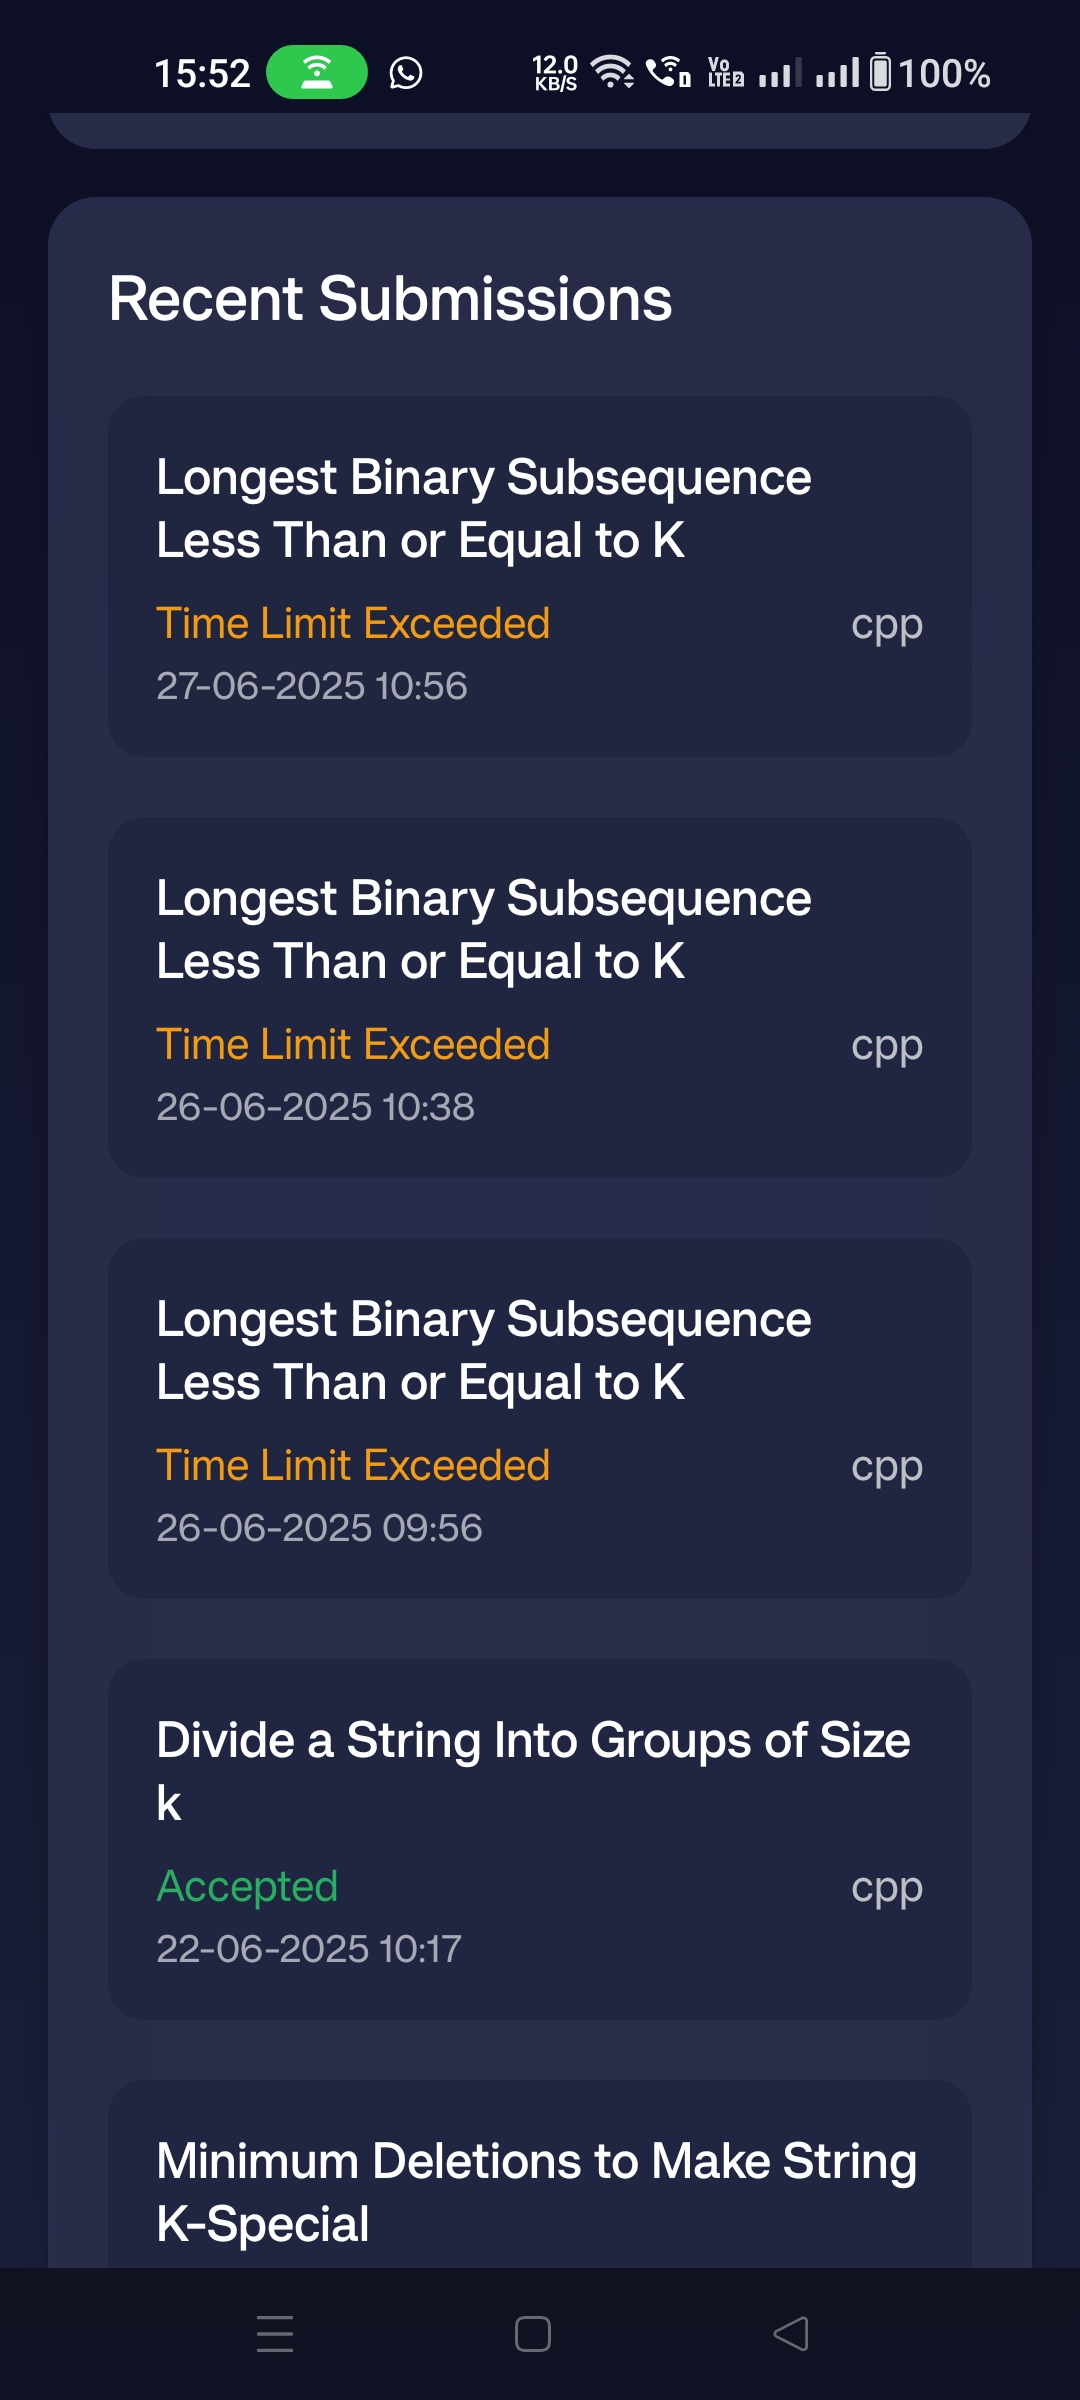 15:52 12.0 KB/S Vo LTE 2 100%
Recent Submissions
Longest Binary Subsequence
Less Than or Equal to K
Time Limit Exceeded cpp
27-06-2025 10:56
Longest Binary Subsequence
Less Than or Equal to K
Time Limit Exceeded cpp
26-06-2025 10:38
Longest Binary Subsequence
Less Than or Equal to K
Time Limit Exceeded cpp
26-06-2025 09:56
Divide a String Into Groups of Size
k
Accepted cpp
22-06-2025 10:17
Minimum Deletions to Make String
K-Special